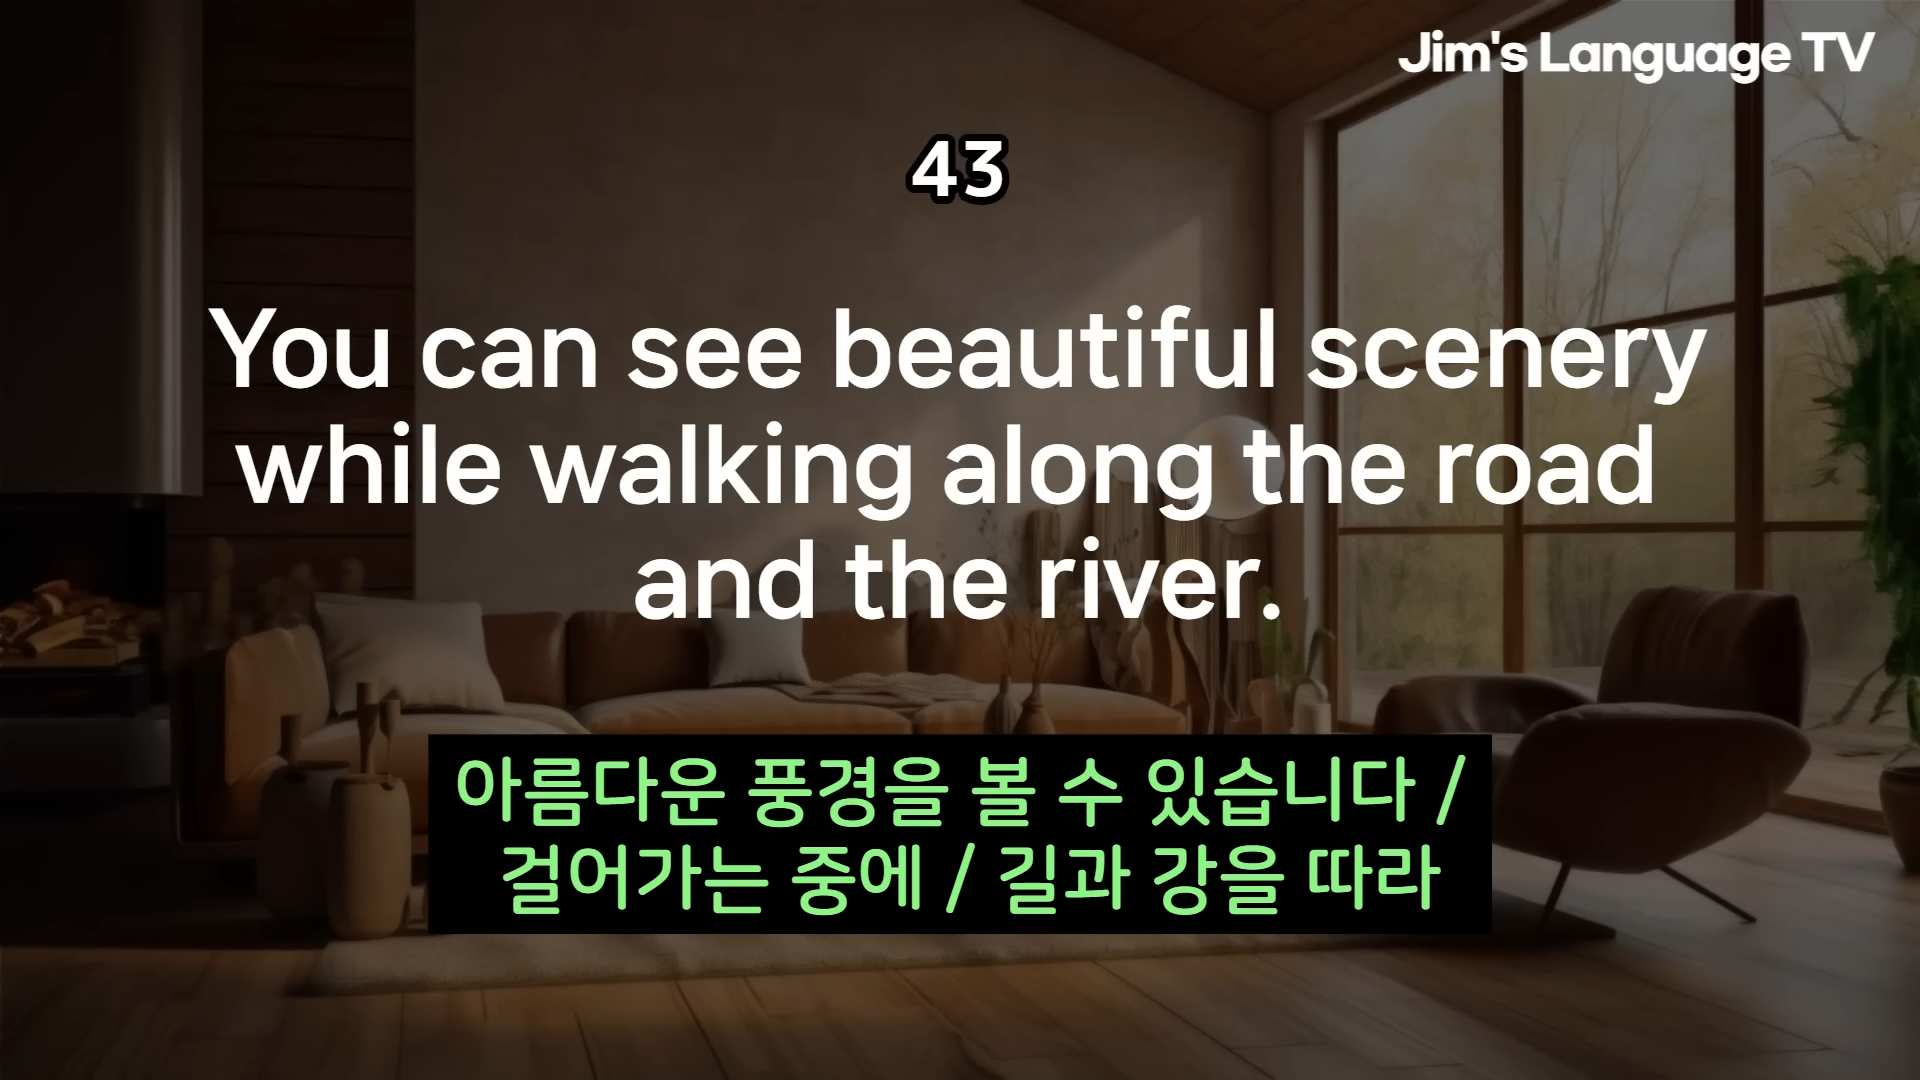 Jim's Language TV
43
You can see beautiful scenery
while walking along the road
and the river.
아름다운 풍경을 볼 수 있습니다 /
걸어가는 중에 / 길과 강을 따라